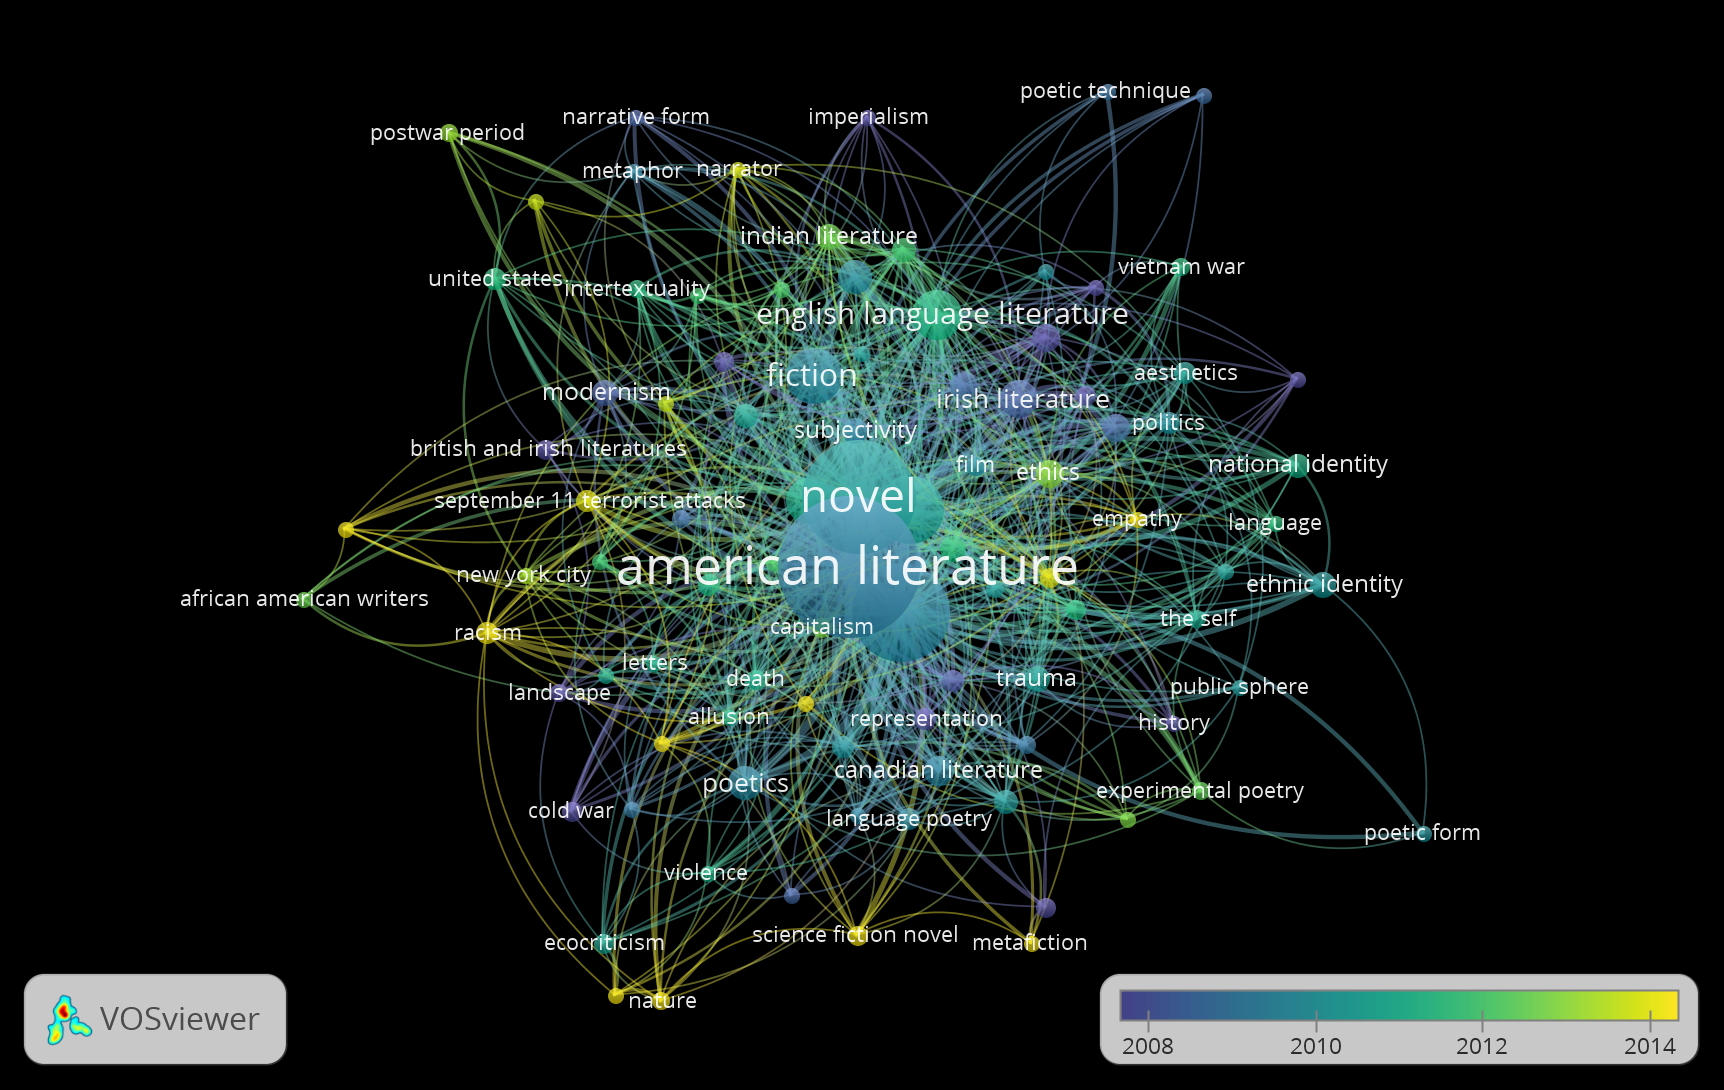 poetic technique
narrative form
imperialism
postwar period
metaphor
narrator
indian literature
vietnam war
united states
intertextuality
english language literature
fiction
aesthetics
modernism
irish literature
subjectivity
politics
british and irish literatures
film
ethics
national identity
novel
september 11 terrorist attacks
empathy
language
american literature
new york city
ethnic identity
african american writers
the self
capitalism
racism
letters
death
trauma
public sphere
landscape
allusion
representation
history
canadian literature
poetics
experimental poetry
cold war
language poetry
poetic form
violence
science fiction novel
ecocriticism
metafiction
nature
VOSviewer
2008
2010
2012
2014